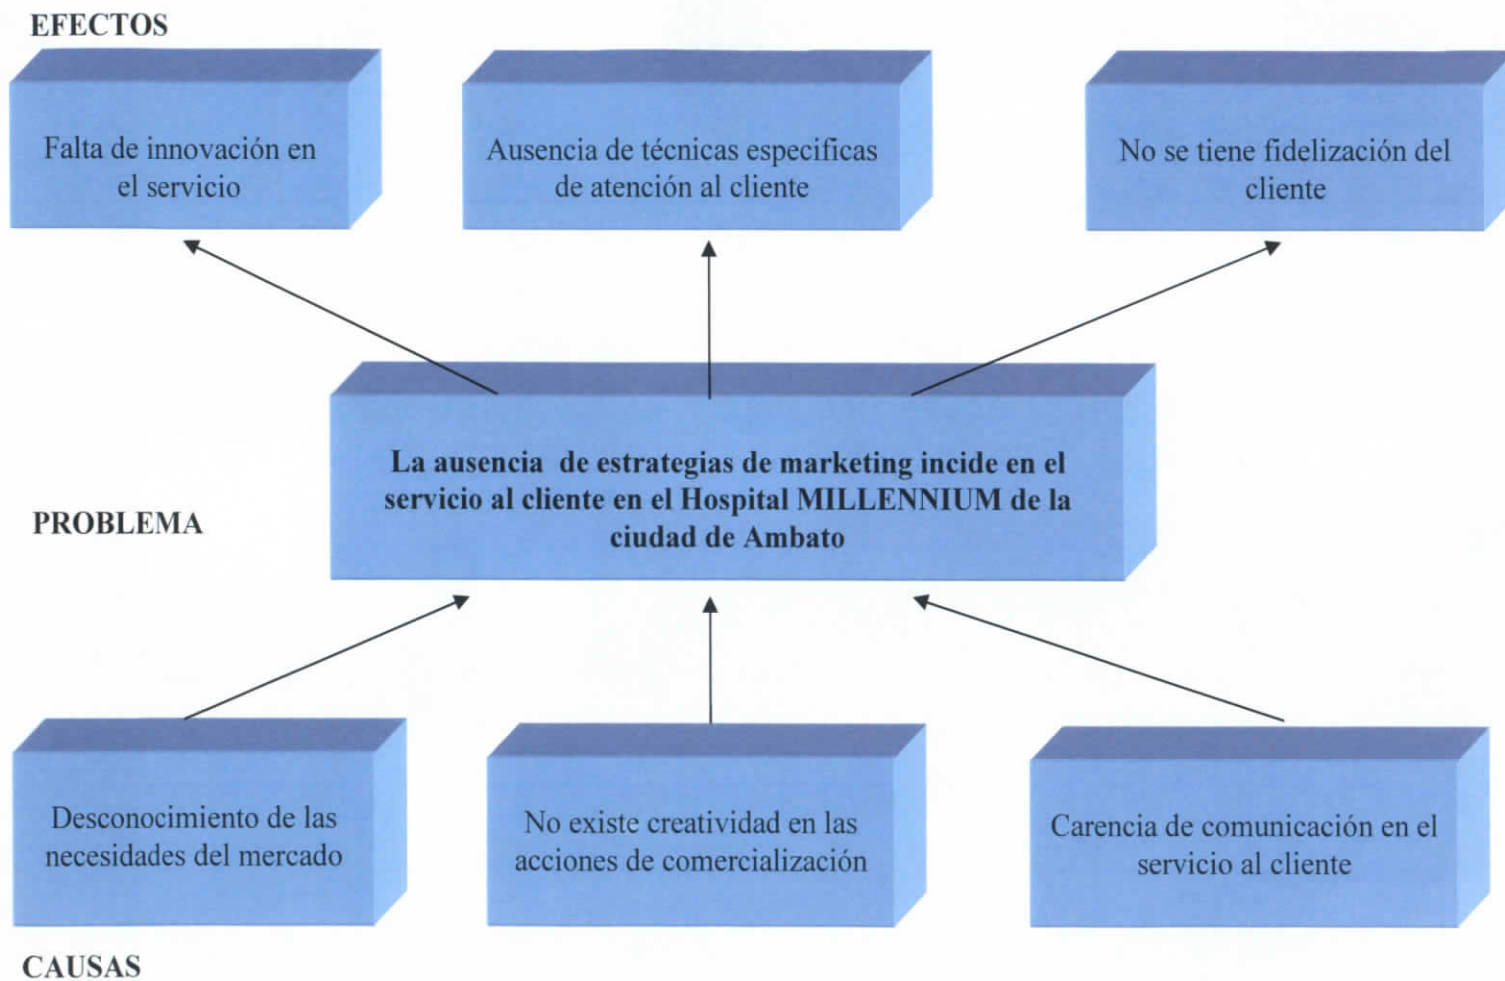 EFECTOS
Falta de innovación en
el servicio
Ausencia de técnicas especificas
de atención al cliente
No se tiene fidelización del
cliente
La ausencia de estrategias de marketing incide en el
servicio al cliente en el Hospital MILLENNIUM de la
ciudad de Ambato
PROBLEMA
Desconocimiento de las
necesidades del mercado
No existe creatividad en las
acciones de comercialización
Carencia de comunicación en el
servicio al cliente
CAUSAS